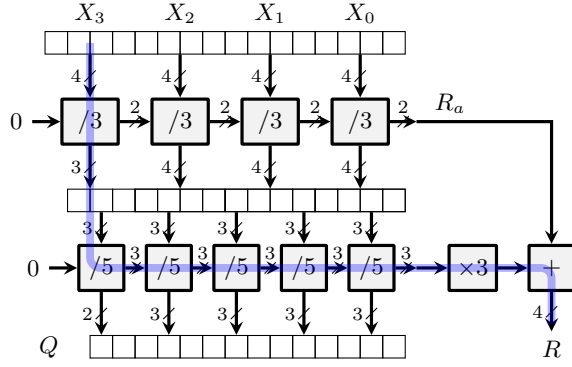 X₃ X₂ X₁ X₀
4 4 4 4
0 /3 2 /3 2 /3 2 /3 2 Rₐ
3 4 4 4
3 3 3 3 3
0 /5 3 /5 3 /5 3 /5 3 /5 3 ×3 +
2 3 3 3 3 4
Q R